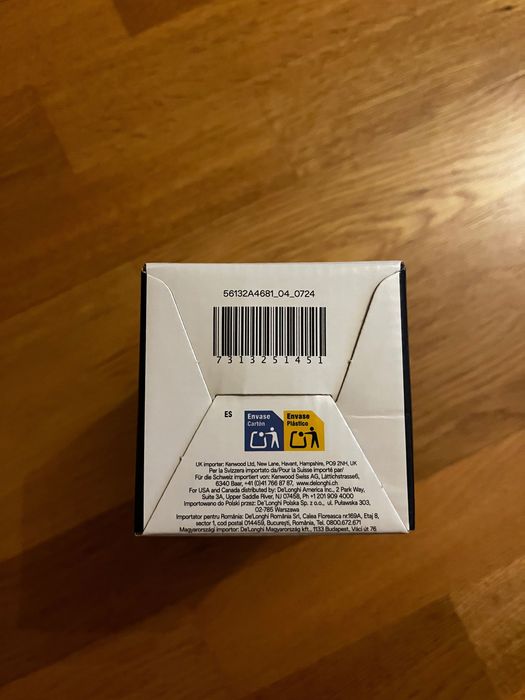 56132A4681_04_0724
7313251451
ES
Envase
Cartón
Envase
Plástico
UK importer: Kenwood Ltd, New Lane, Havant, Hampshire, PO9 2NH, UK
Per la Svizzera importato da/Pour la Suisse importé par/
Für die Schweiz importiert von: Kenwood Swiss AG, Lättichstrasse6,
6340 Baar, +41 (0)41 766 87 87, www.delonghi.ch
For USA and Canada distributed by: De'Longhi America Inc., 2 Park Way,
Suite 3A, Upper Saddle River, NJ 07458, Ph +1 201 909 4000
Importowano do Polski przez: De'Longhi Polska Sp. z o.o., ul. Puławska 303,
02-785 Warszawa
Importator pentru România: De'Longhi România Srl, Calea Floreasca nr.169A, Etaj 8,
sector 1, cod postal 014459, București, România, Tel. 0800.672.671
Magyarországi importőr: De'Longhi Magyarország kft., 1133 Budapest, Váci út 76